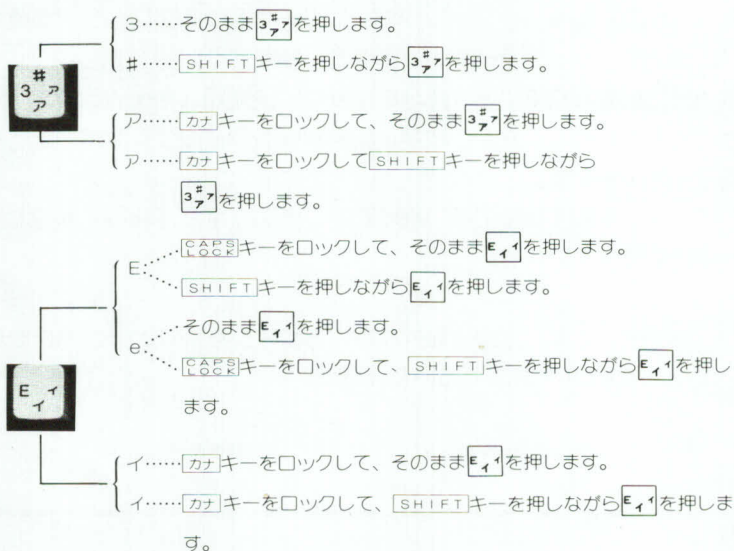 3……そのまま3#アァを押します。
#……SHIFTキーを押しながら3#アァを押します。
3#アァ
ア……カナキーをロックして、そのまま3#アァを押します。
ァ……カナキーをロックしてSHIFTキーを押しながら
3#アァを押します。
E……CAPS LOCKキーをロックして、そのままEイィを押します。
……SHIFTキーを押しながらEイィを押します。
e……そのままEイィを押します。
……CAPS LOCKキーをロックして、SHIFTキーを押しながらEイィを押し
ます。
Eイィ
イ……カナキーをロックして、そのままEイィを押します。
ィ……カナキーをロックして、SHIFTキーを押しながらEイィを押しま
す。